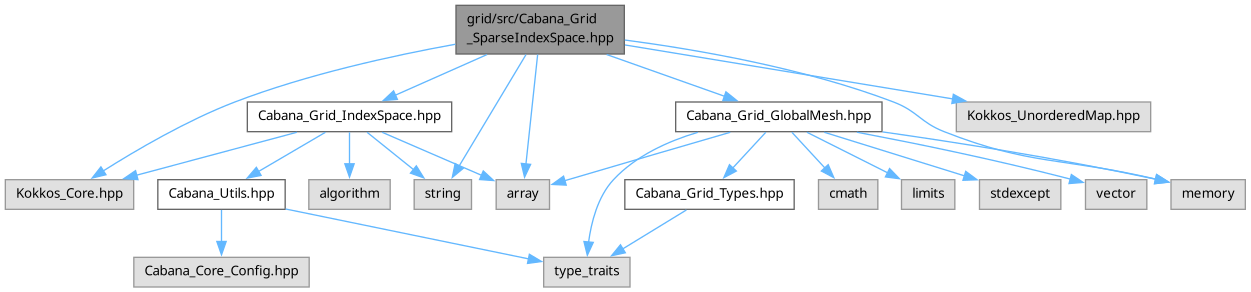 grid/src/Cabana_Grid
_SparseIndexSpace.hpp
Cabana_Grid_IndexSpace.hpp
Cabana_Grid_GlobalMesh.hpp
Kokkos_UnorderedMap.hpp
Kokkos_Core.hpp
Cabana_Utils.hpp
algorithm
string
array
Cabana_Grid_Types.hpp
cmath
limits
stdexcept
vector
memory
Cabana_Core_Config.hpp
type_traits